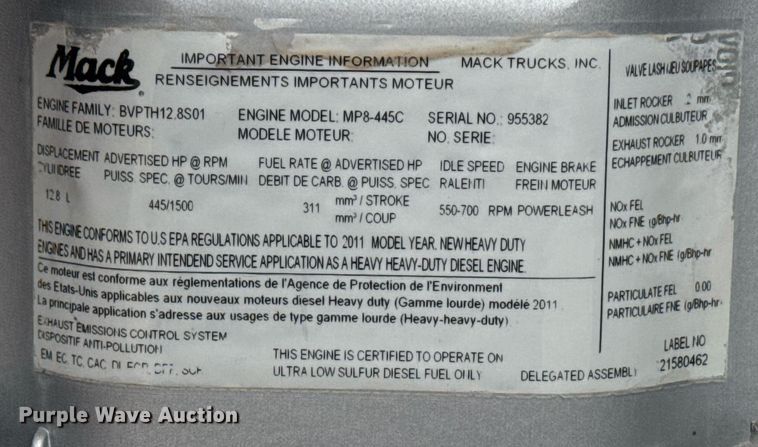 Mack
IMPORTANT ENGINE INFORMATION MACK TRUCKS, INC.
RENSEIGNEMENTS IMPORTANTS MOTEUR
ENGINE FAMILY: BVPTH12.8S01 ENGINE MODEL: MP8-445C SERIAL NO.: 955382
FAMILLE DE MOTEURS: MODELE MOTEUR: NO. SERIE:
DISPLACEMENT ADVERTISED HP @ RPM FUEL RATE @ ADVERTISED HP IDLE SPEED ENGINE BRAKE
CYLINDREE PUISS. SPEC. @ TOURS/MIN DEBIT DE CARB. @ PUISS. SPEC RALENTI FREIN MOTEUR
12.8 L 445/1500 311 mm³ / STROKE 550-700 RPM POWERLEASH
mm³ / COUP
THIS ENGINE CONFORMS TO U.S EPA REGULATIONS APPLICABLE TO 2011 MODEL YEAR. NEW HEAVY DUTY
ENGINES AND HAS A PRIMARY INTENDEND SERVICE APPLICATION AS A HEAVY HEAVY-DUTY DIESEL ENGINE.
Ce moteur est conforme aux réglementations de l'Agence de Protection de l'Environment
des Etats-Unis applicables aux nouveaux moteurs diesel Heavy duty (Gamme lourde) modèle 2011.
La principale application s'adresse aux usages de type gamme lourde (Heavy-heavy-duty)
EXHAUST EMISSIONS CONTROL SYSTEM
DISPOSITIF ANTI-POLLUTION
EM EC, TC, CAC, DI,
THIS ENGINE IS CERTIFIED TO OPERATE ON
ULTRA LOW SULFUR DIESEL FUEL ONLY DELEGATED ASSEMBLY
VALVE LASH/JEU SOUPAPES
INLET ROCKER .2 mm
ADMISSION CULBUTEUR
EXHAUST ROCKER 1.0 mm
ECHAPPEMENT CULBUTEUR
NOx FEL
NOx FNE (g/Bhp-hr
NMHC + NOx FEL
NMHC + NOx FNE (g/Bhp-hr
PARTICULATE FEL 0.00
PARTICULAIRE FNE (g/Bhp-hr
LABEL NO
21580462
VOID
Purple Wave Auction